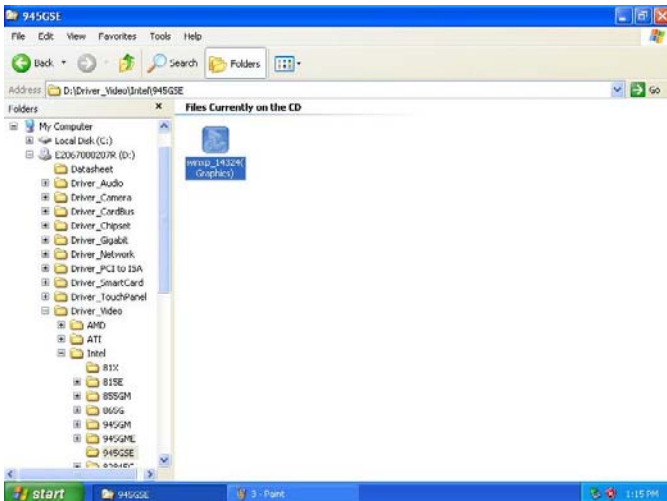 945GSE
File Edit View Favorites Tools Help
Back Search Folders
Address D:\Driver_Video\Intel\945GSE Go
Folders
Files Currently on the CD
My Computer
Local Disk (C:)
E2067000207R (D:)
Datasheet
Driver_Audio
Driver_Camera
Driver_CardBus
Driver_Chipset
Driver_Gigabit
Driver_Network
Driver_PCI to ISA
Driver_SmartCard
Driver_TouchPanel
Driver_Video
AMD
ATI
Intel
81X
815E
855GM
865G
945GM
945GME
945GSE
winxp_14324(
Graphics)
start 945GSE 3 - Paint 1:15 PM